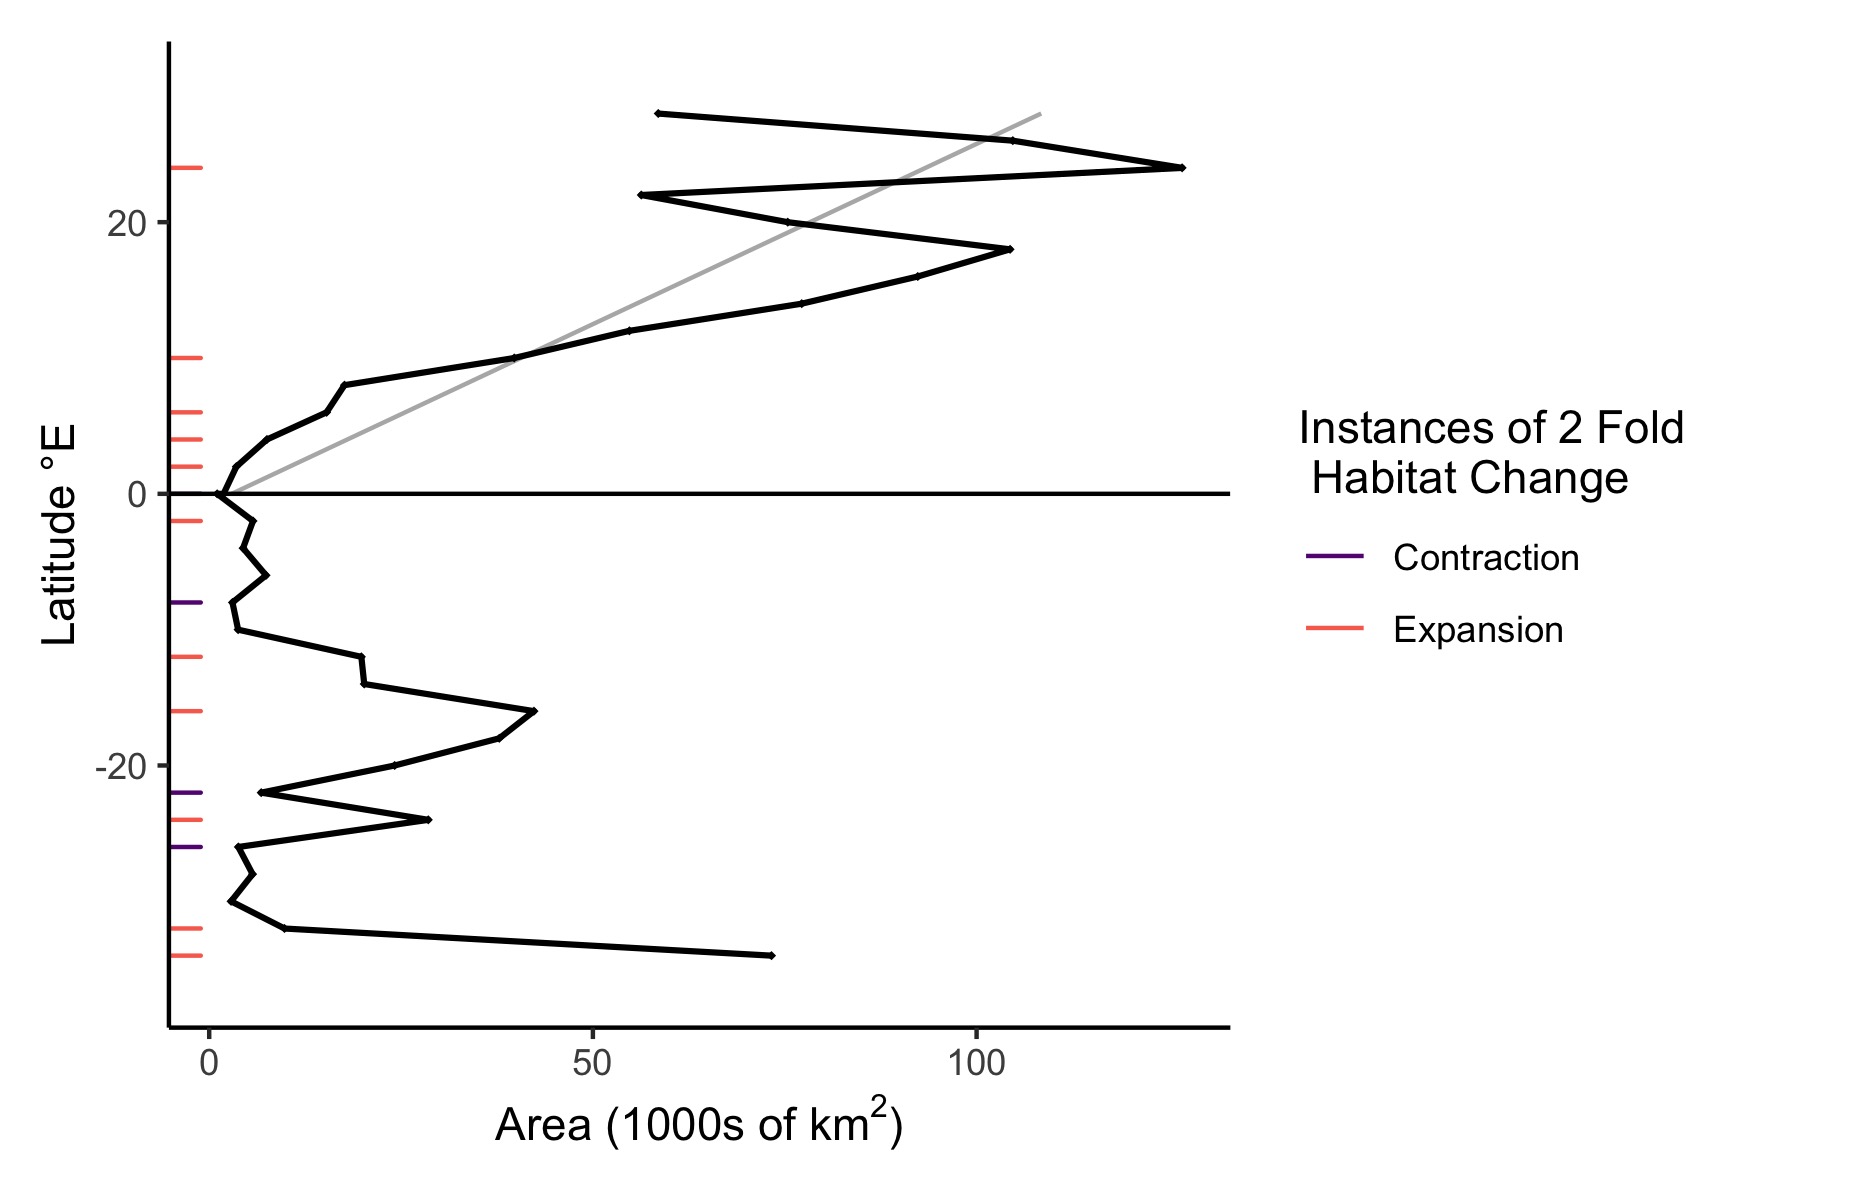 20
0
-20
Latitude °E
0
50
100
Area (1000s of km²)
Instances of 2 Fold
Habitat Change
Contraction
Expansion